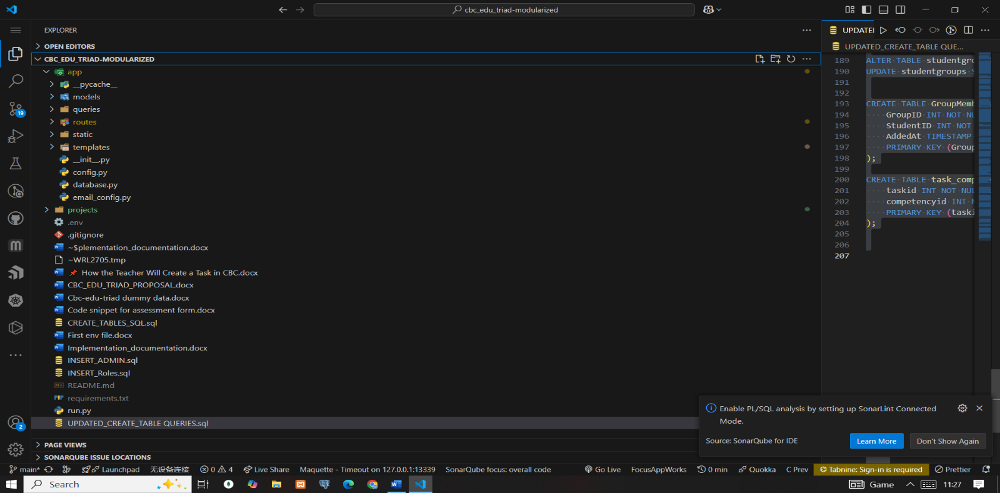 cbc_edu_triad-modularized
EXPLORER
OPEN EDITORS
CBC_EDU_TRIAD-MODULARIZED
app
__pycache__
models
queries
routes
static
templates
__init__.py
config.py
database.py
email_config.py
projects
.env
.gitignore
~$plementation_documentation.docx
~WRL2705.tmp
How the Teacher Will Create a Task in CBC.docx
CBC_EDU_TRIAD_PROPOSAL.docx
Cbc-edu-triad dummy data.docx
Code snippet for assessment form.docx
CREATE_TABLES_SQL.sql
First env file.docx
Implementation_documentation.docx
INSERT_ADMIN.sql
INSERT_Roles.sql
README.md
requirements.txt
run.py
UPDATED_CREATE_TABLE QUERIES.sql
PAGE VIEWS
SONARQUBE ISSUE LOCATIONS
19
2
UPDATE
UPDATED_CREATE_TABLE QUE...
189 ALTER TABLE studentgro
190 UPDATE studentgroups S
191
192
193 CREATE TABLE GroupMemb
194 GroupID INT NOT NU
195 StudentID INT NOT
196 AddedAt TIMESTAMP
197 PRIMARY KEY (Group
198 );
199
200 CREATE TABLE task_comp
201 taskid INT NOT NUL
202 competencyid INT N
203 PRIMARY KEY (taski
204 );
205
206
207
Enable PL/SQL analysis by setting up SonarLint Connected
Mode.
Source: SonarQube for IDE
Learn More
Don't Show Again
main* Launchpad 无设备连接 0 4 Live Share Maquette - Timeout on 127.0.0.1:13339 SonarQube focus: overall code Go Live FocusAppWorks 0 min Quokka C Prev Tabnine: Sign-in is required Prettier
Search Game 11:27